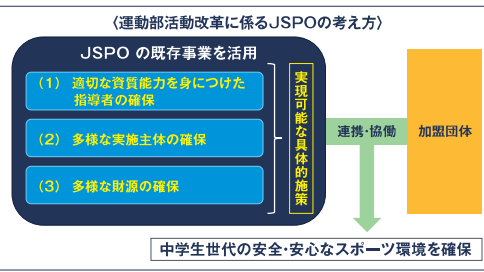 〈運動部活動改革に係るJSPOの考え方〉
JSPO の既存事業を活用
（1） 適切な資質能力を身につけた
指導者の確保
（2） 多様な実施主体の確保
（3） 多様な財源の確保
実現可能な具体的施策
連携・協働
加盟団体
中学生世代の安全・安心なスポーツ環境を確保